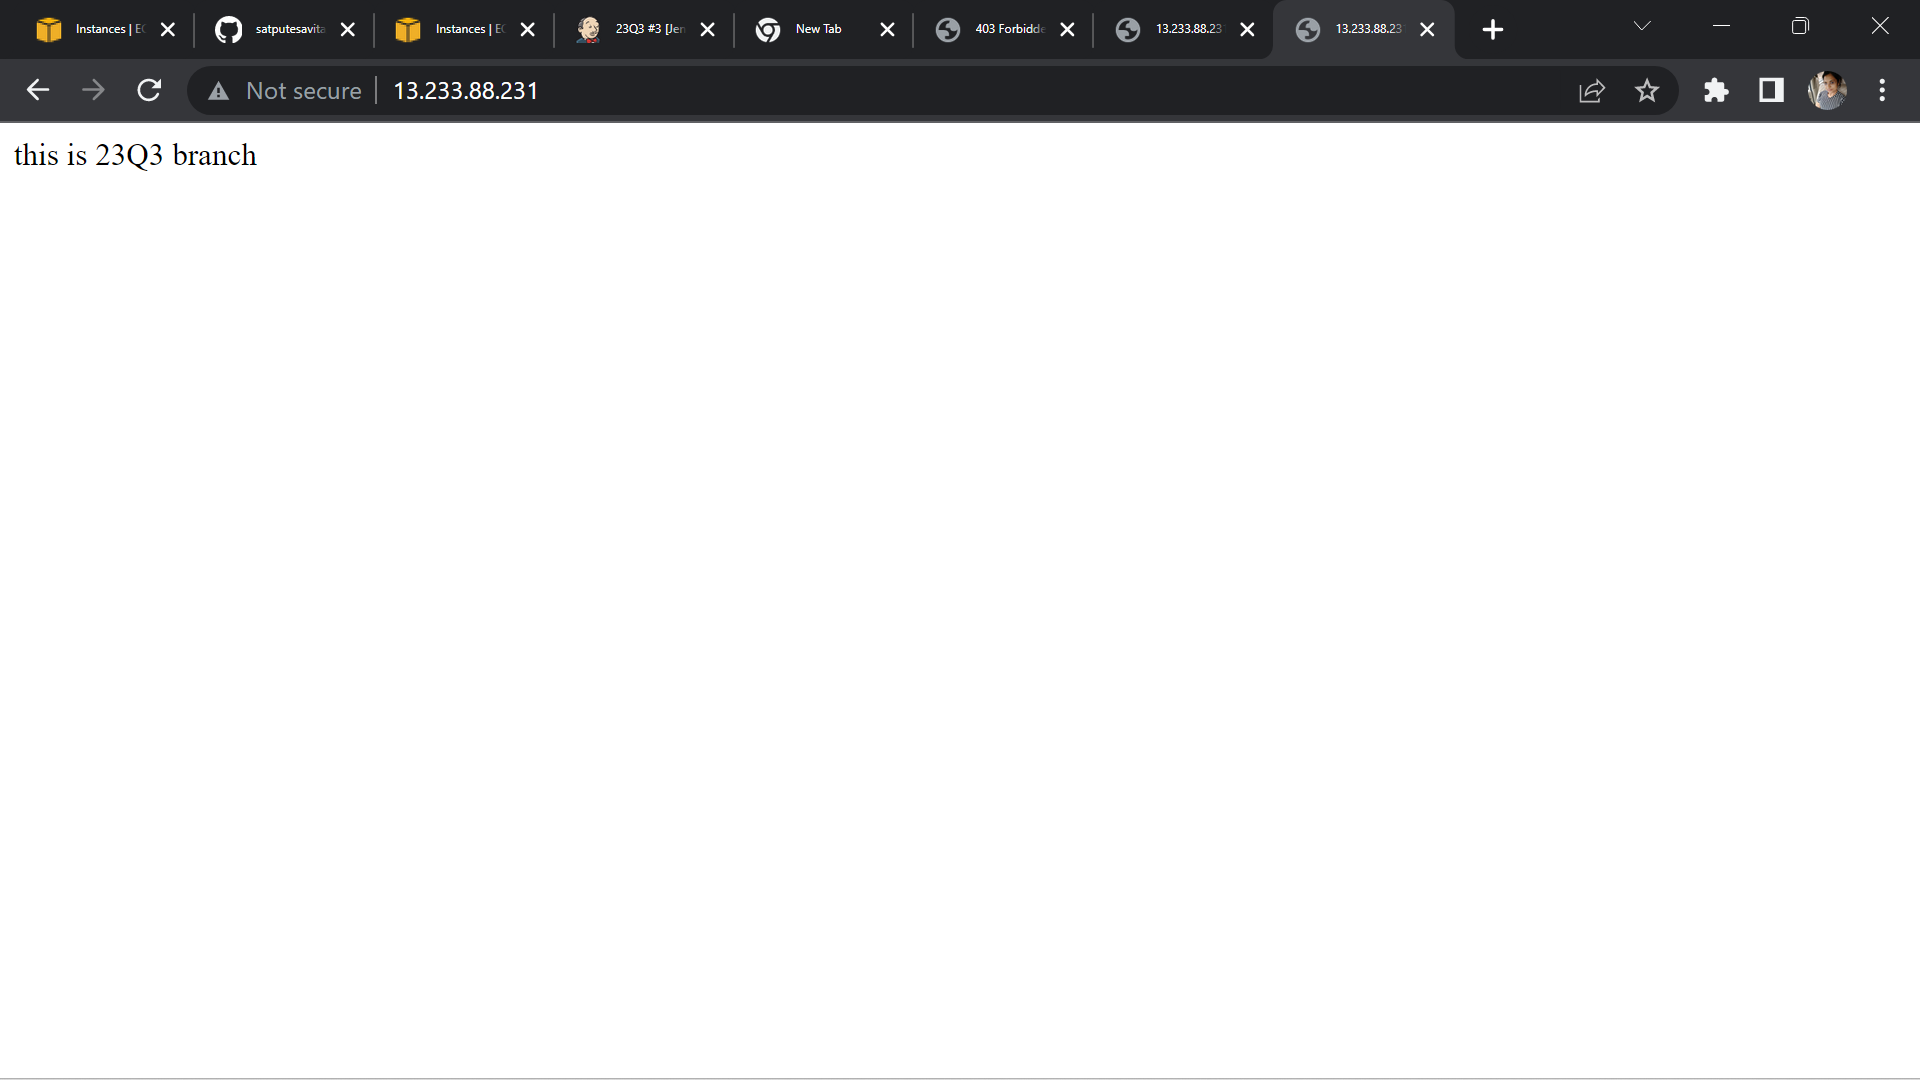 Instances | EC
satputesavita
Instances | EC
23Q3 #3 [Jen
New Tab
403 Forbidde
13.233.88.23
13.233.88.23
Not secure
13.233.88.231
this is 23Q3 branch